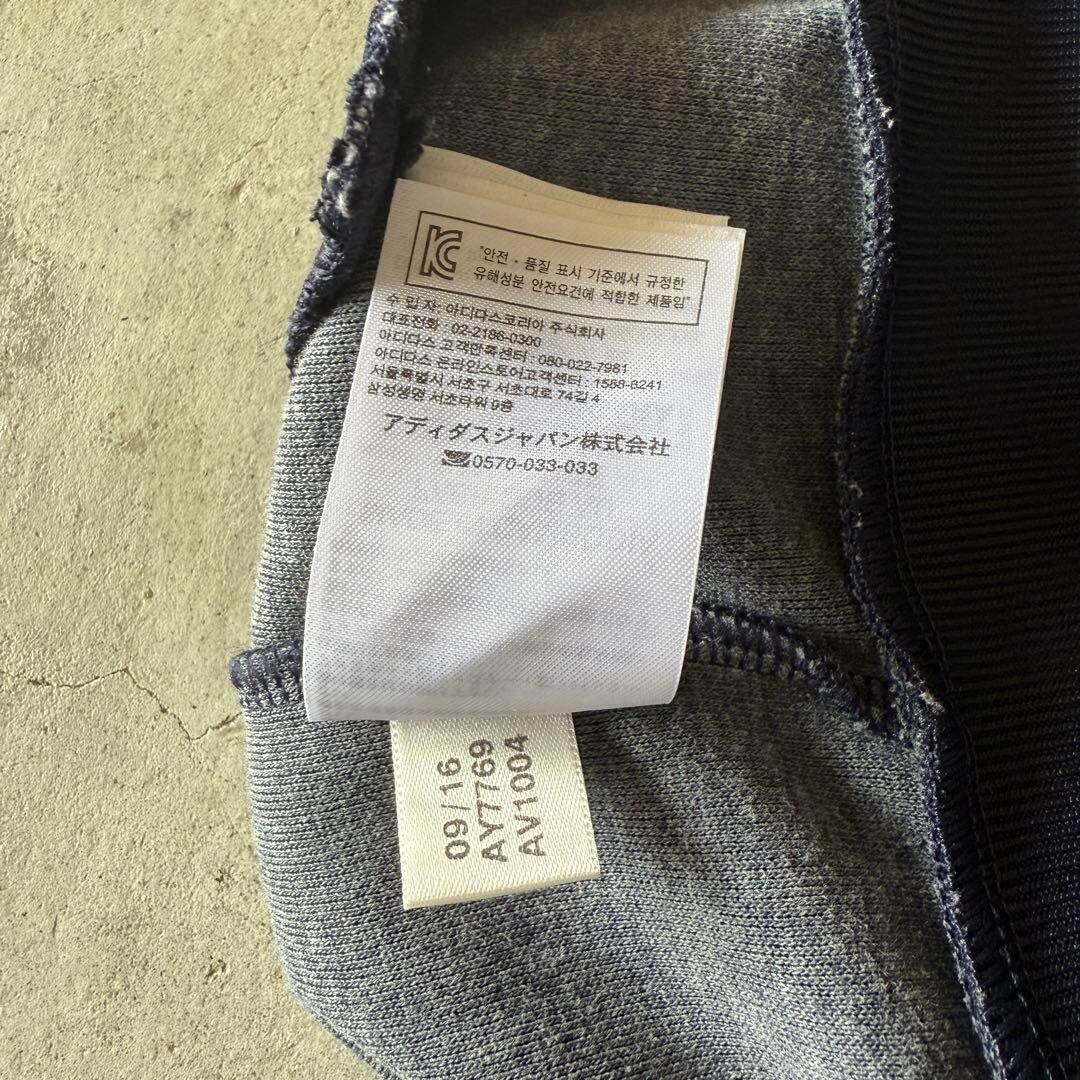 KC
"안전·품질 표시 기준에서 규정한
유해성분 안전요건에 적합한 제품임"
수 입 자: 아디다스코리아 주식회사
대표전화 : 02-2186-0300
아디다스 고객만족센터 : 080-022-7981
아디다스 온라인스토어고객센터 : 1588-8241
서울특별시 서초구 서초대로 74길 4
삼성생명 서초타워 9층
アディダスジャパン株式会社
0570-033-033
09/16
AY7769
AV1004